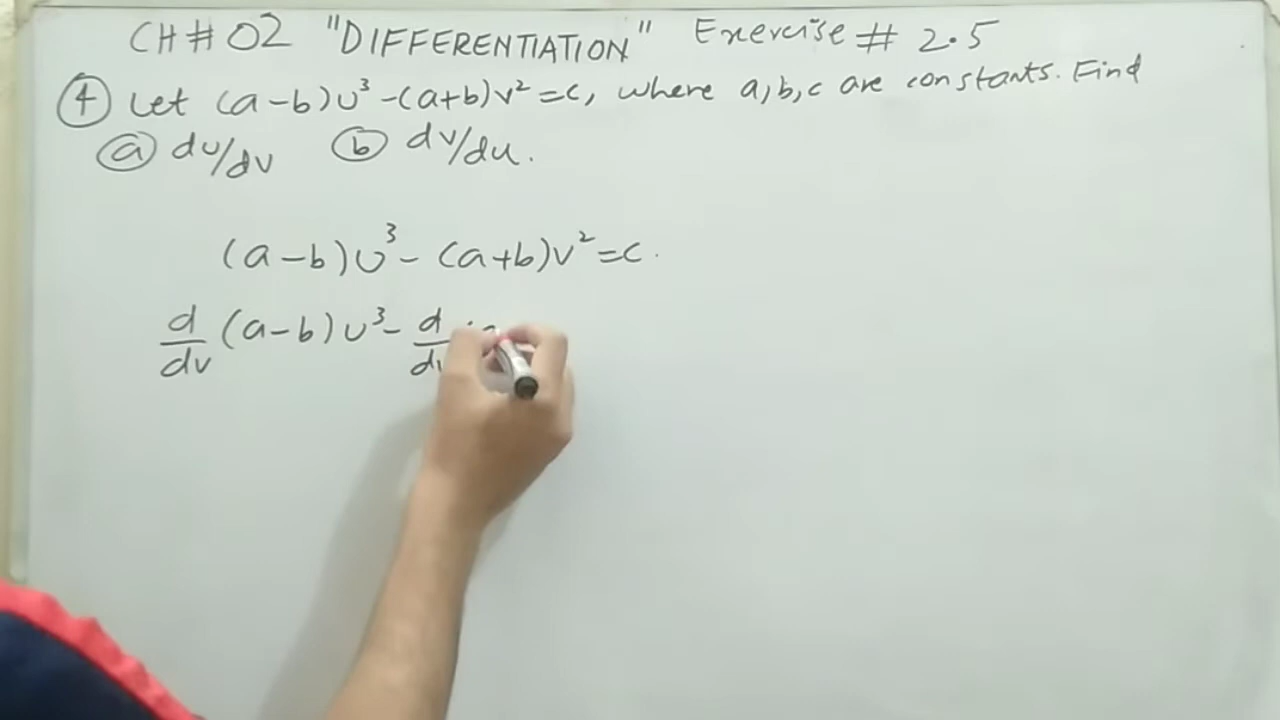 CH # 02 "DIFFERENTIATION" Exercise # 2.5
④ Let (a-b)u³ -(a+b)v² =c, where a,b,c are constants. Find
ⓐ du/dv ⓑ dv/du.
(a-b)u³ - (a+b)v² =c.
d/dv (a-b) u³ - d/dv